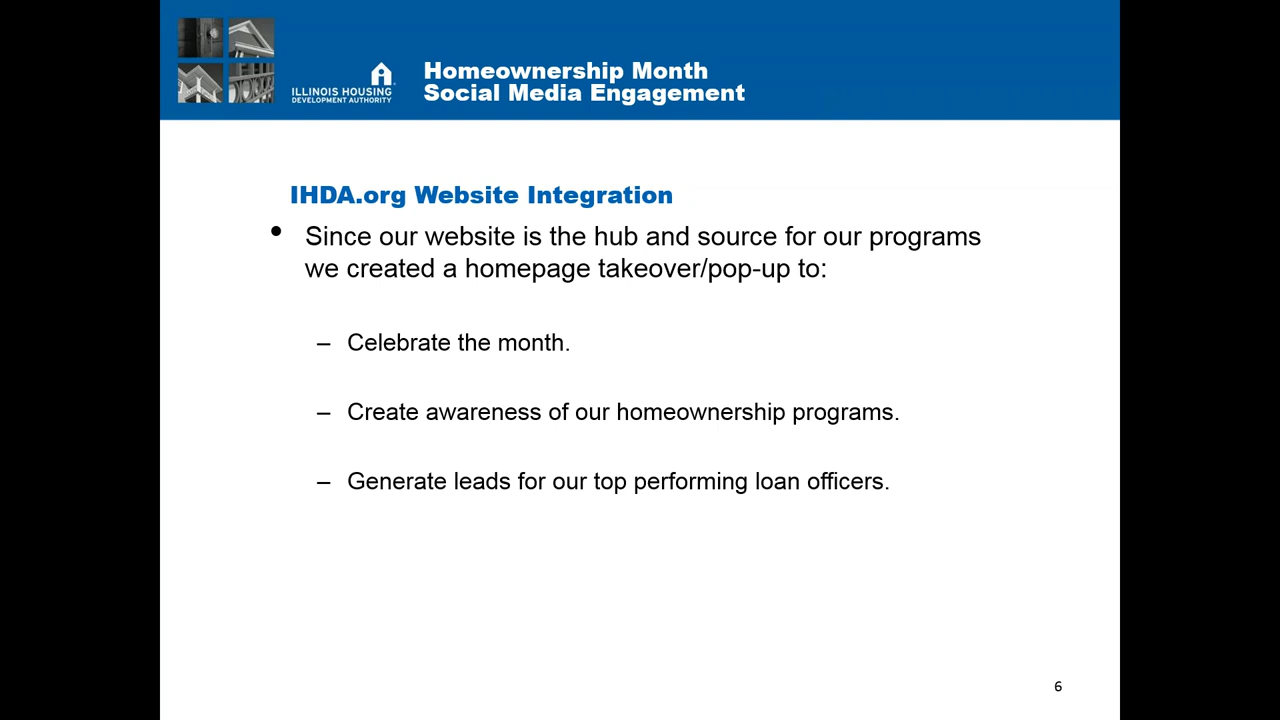 ILLINOIS HOUSING
DEVELOPMENT AUTHORITY
Homeownership Month
Social Media Engagement
IHDA.org Website Integration
• Since our website is the hub and source for our programs
we created a homepage takeover/pop-up to:
– Celebrate the month.
– Create awareness of our homeownership programs.
– Generate leads for our top performing loan officers.
6